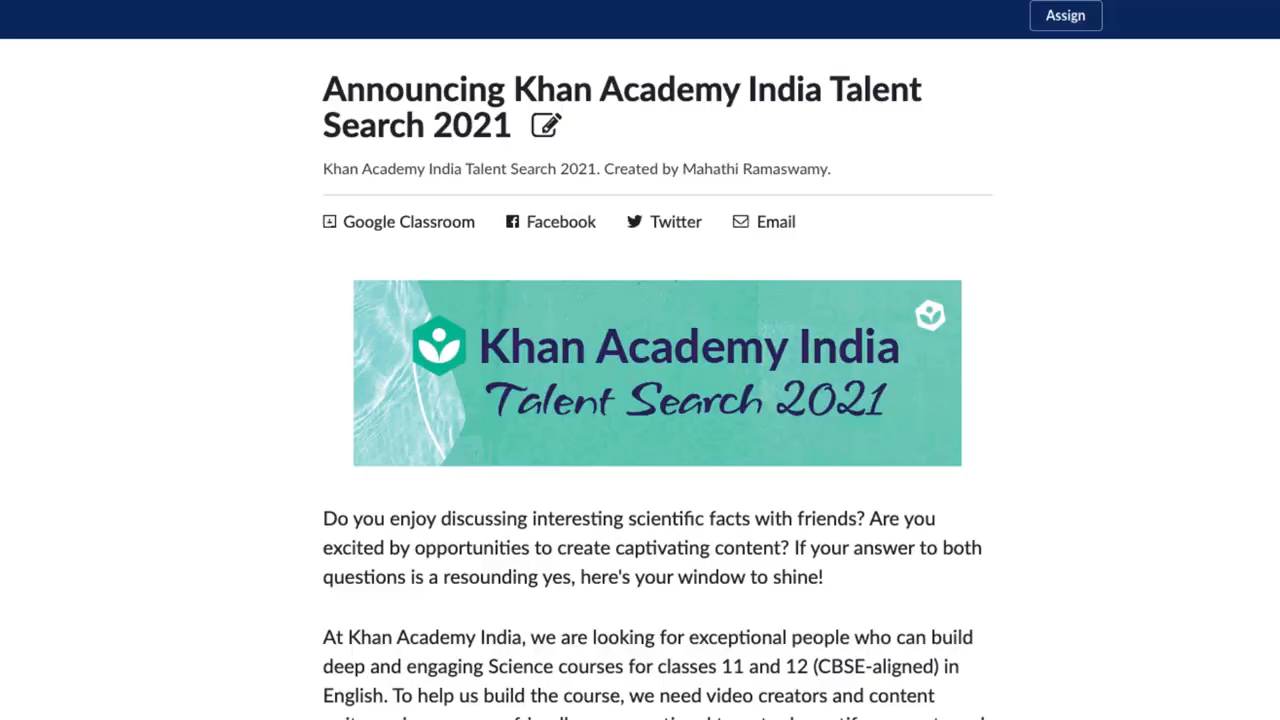 Assign
Announcing Khan Academy India Talent
Search 2021
Khan Academy India Talent Search 2021. Created by Mahathi Ramaswamy.
Google Classroom Facebook Twitter Email
Khan Academy India
Talent Search 2021
Do you enjoy discussing interesting scientific facts with friends? Are you
excited by opportunities to create captivating content? If your answer to both
questions is a resounding yes, here's your window to shine!
At Khan Academy India, we are looking for exceptional people who can build
deep and engaging Science courses for classes 11 and 12 (CBSE-aligned) in
English. To help us build the course, we need video creators and content